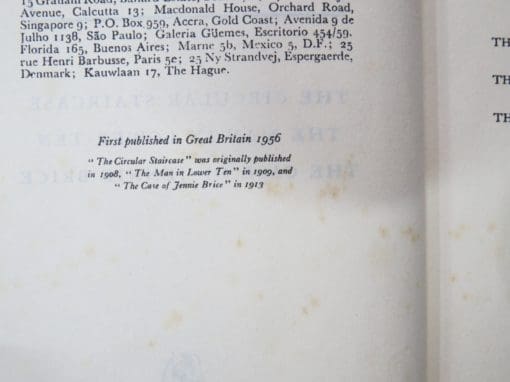 15 Graham Road,
Avenue, Calcutta 13; Macdonald House, Orchard Road,
Singapore 9; P.O. Box 959, Accra, Gold Coast; Avenida 9 de
Julho 1138, São Paulo; Galeria Güemes, Escritorio 454/59,
Florida 165, Buenos Aires; Marne 5b, Mexico 5, D.F.; 25
rue Henri Barbusse, Paris 5e; 25 Ny Strandvej, Espergaerde,
Denmark; Kauwlaan 17, The Hague.
First published in Great Britain 1956
"The Circular Staircase" was originally published
in 1908, "The Man in Lower Ten" in 1909, and
"The Case of Jennie Brice" in 1913
TH
TH
TH